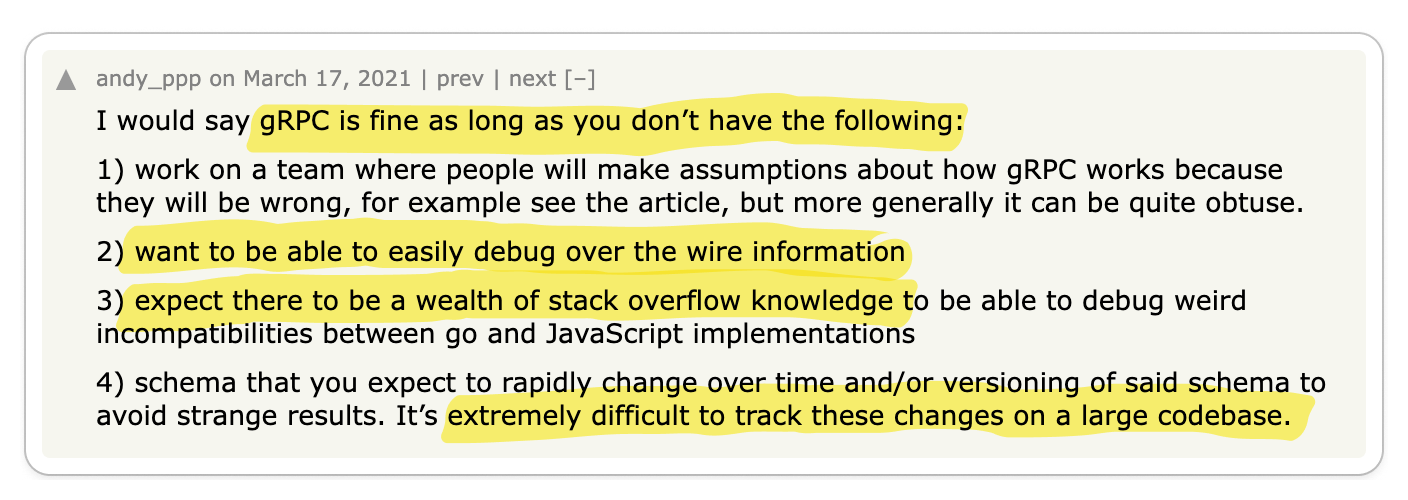 ▲ andy_ppp on March 17, 2021 | prev | next [–]
I would say gRPC is fine as long as you don’t have the following:
1) work on a team where people will make assumptions about how gRPC works because
they will be wrong, for example see the article, but more generally it can be quite obtuse.
2) want to be able to easily debug over the wire information
3) expect there to be a wealth of stack overflow knowledge to be able to debug weird
incompatibilities between go and JavaScript implementations
4) schema that you expect to rapidly change over time and/or versioning of said schema to
avoid strange results. It’s extremely difficult to track these changes on a large codebase.